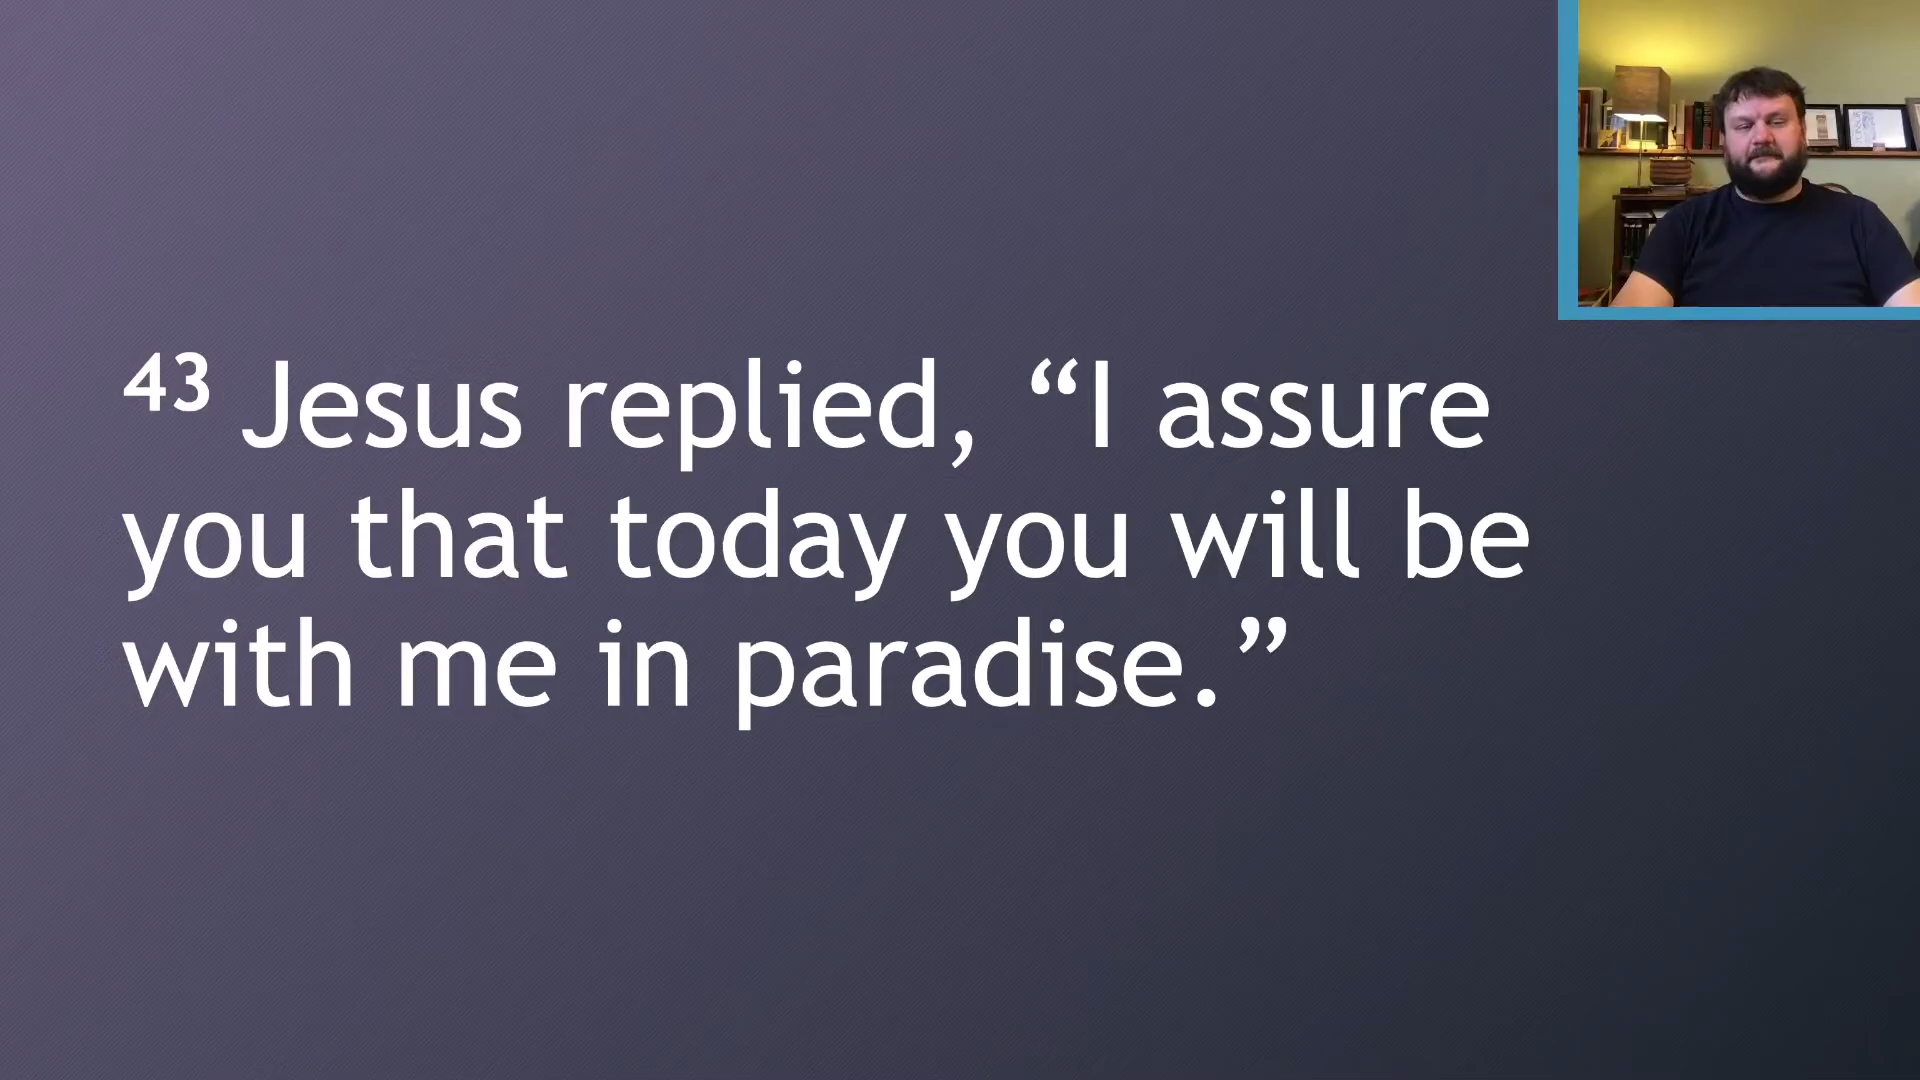 43 Jesus replied, “I assure
you that today you will be
with me in paradise.”